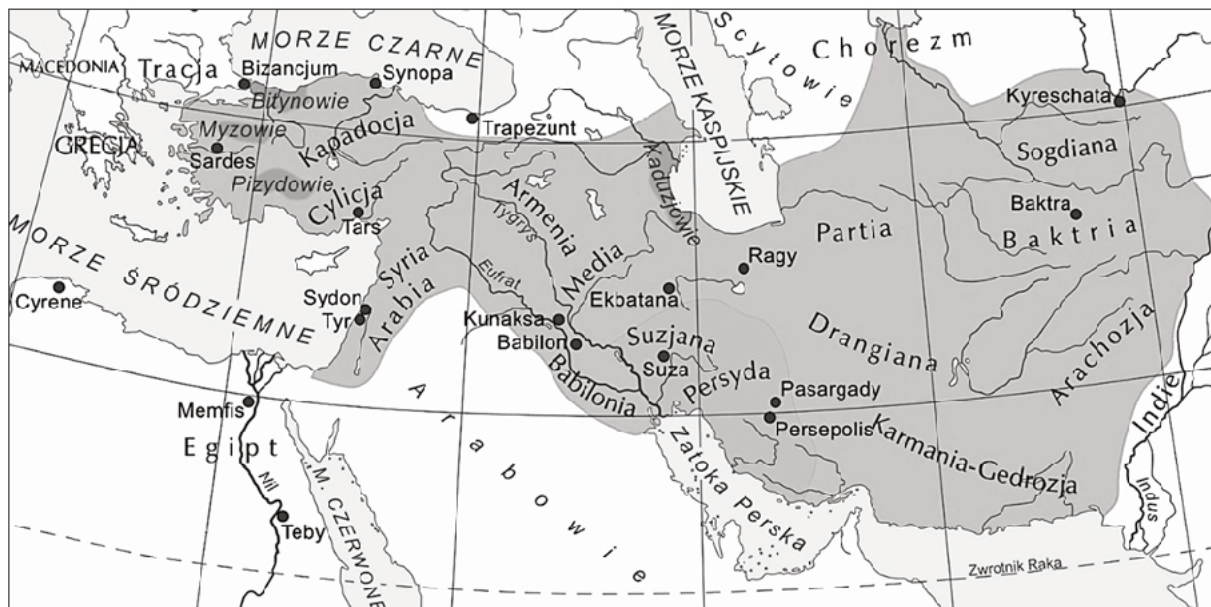 MORZE CZARNE
MACEDONIA
Tracja
Bizancjum
Synopa
Bitynowie
Myzowie
GRECJA
Sardes
Kapadocja
Trapezunt
Pizydowie
Cylicja
Tars
MORZE KASPIJSKIE
Scytowie
Chorezm
Kyreschata
Sogdiana
Baktra
Baktria
Partia
Kaduzjowie
Armenia
Tygrys
Media
Ragy
Ekbatana
Syria
Eufrat
Arabia
Sydon
Tyr
Cyrene
MORZE ŚRÓDZIEMNE
Kunaksa
Babilon
Babilonia
Suzjana
Suza
Persyda
Pasargady
Persepolis
Drangiana
Arachozja
Karmania-Gedrozja
Indie
Indus
Memfis
Egipt
Nil
Teby
M. CZERWONE
Arabowie
Zatoka Perska
Zwrotnik Raka